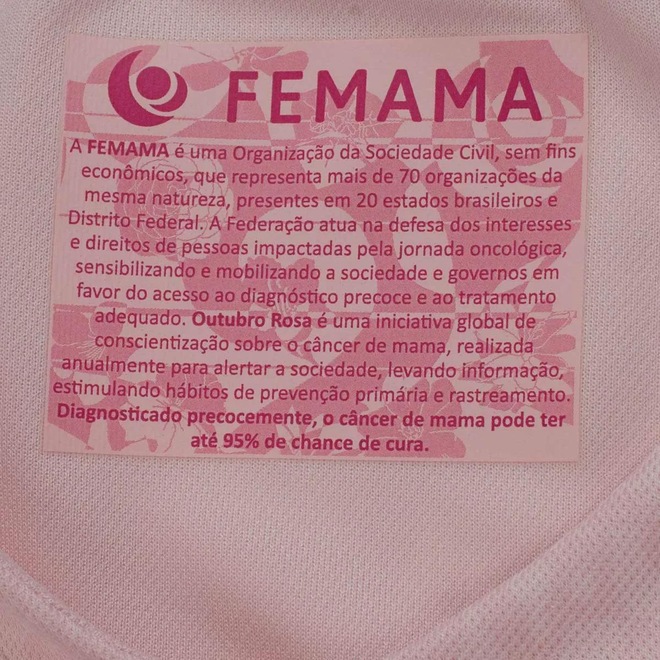 FEMAMA
A FEMAMA é uma Organização da Sociedade Civil, sem fins
econômicos, que representa mais de 70 organizações da
mesma natureza, presentes em 20 estados brasileiros e
Distrito Federal. A Federação atua na defesa dos interesses
e direitos de pessoas impactadas pela jornada oncológica,
sensibilizando e mobilizando a sociedade e governos em
favor do acesso ao diagnóstico precoce e ao tratamento
adequado. Outubro Rosa é uma iniciativa global de
conscientização sobre o câncer de mama, realizada
anualmente para alertar a sociedade, levando informação,
estimulando hábitos de prevenção primária e rastreamento.
Diagnosticado precocemente, o câncer de mama pode ter
até 95% de chance de cura.